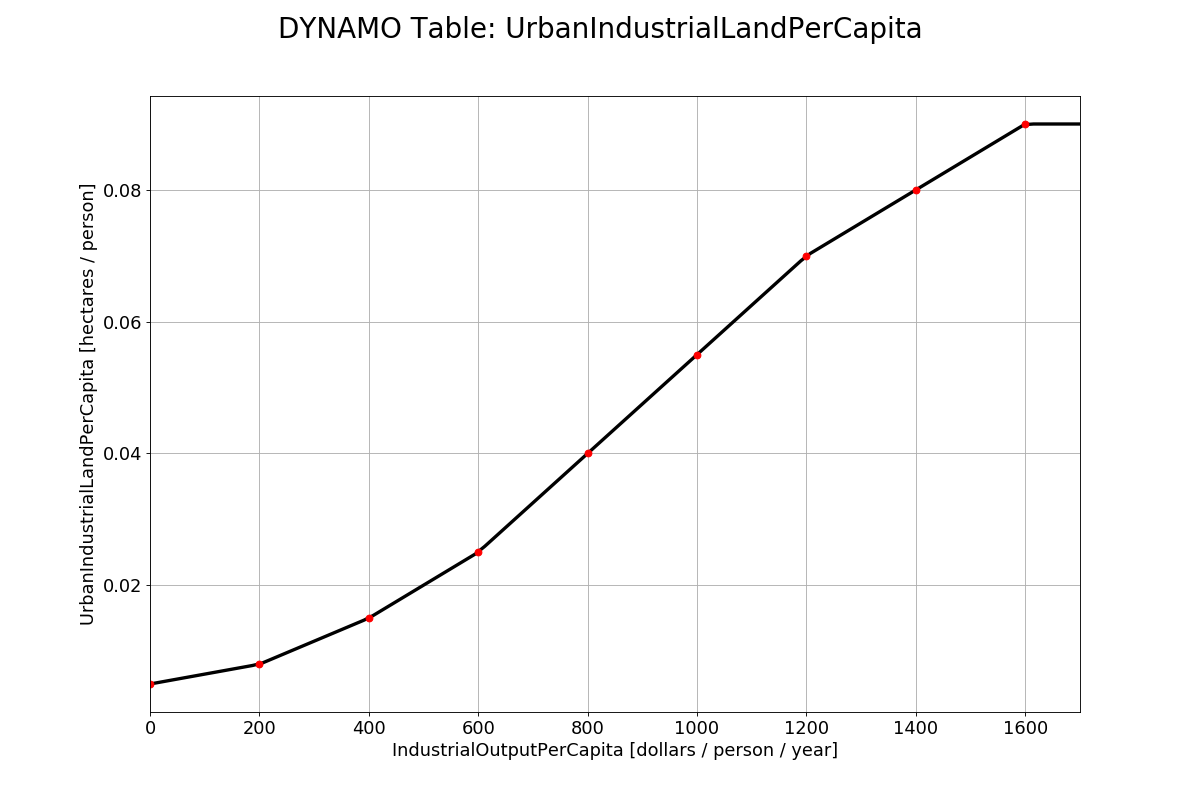 DYNAMO Table: UrbanIndustrialLandPerCapita
UrbanIndustrialLandPerCapita [hectares / person]
0.08
0.06
0.04
0.02
0 200 400 600 800 1000 1200 1400 1600
IndustrialOutputPerCapita [dollars / person / year]